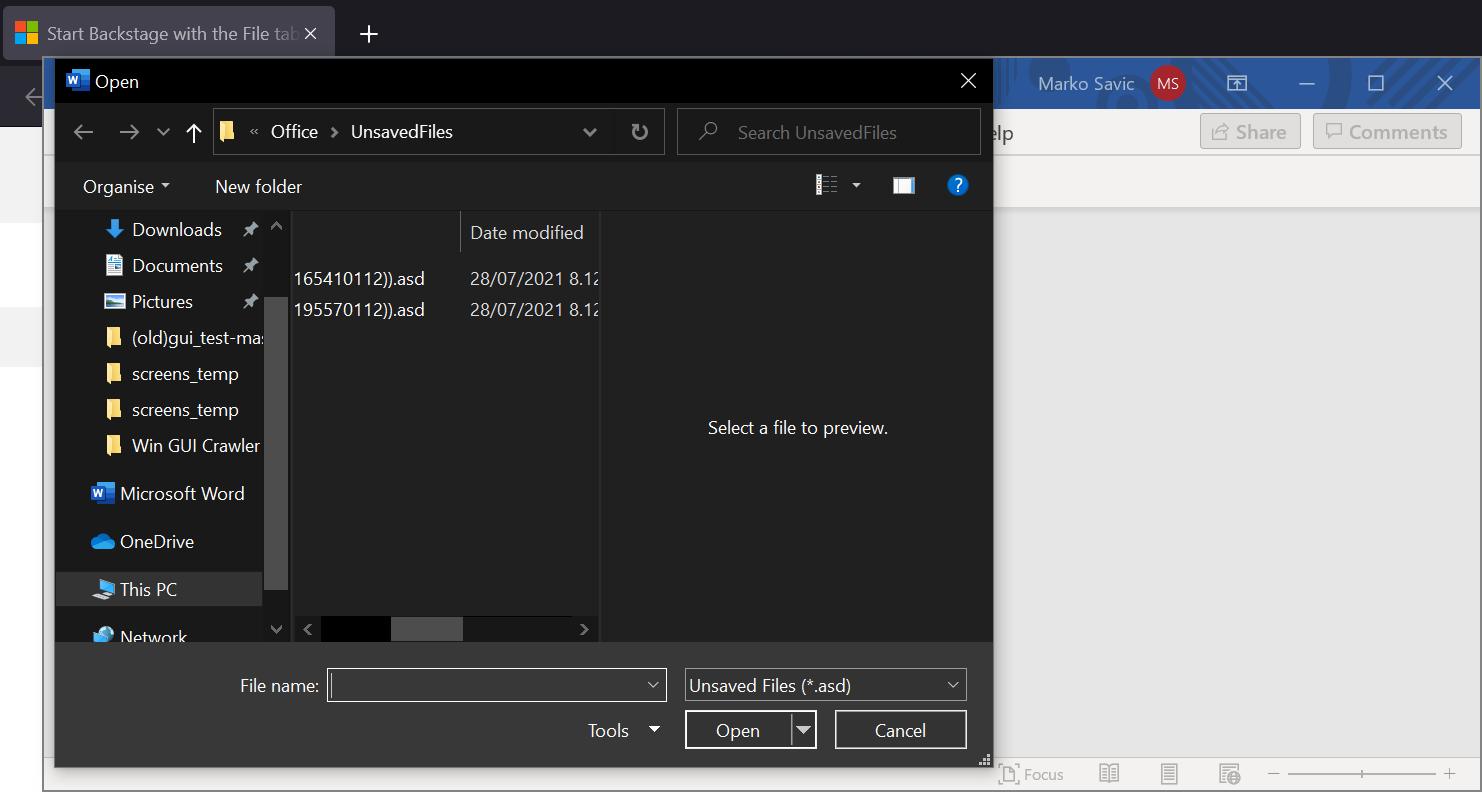 Start Backstage with the File tab
Open
Marko Savic MS
« Office > UnsavedFiles
Search UnsavedFiles
elp
Share
Comments
Organise
New folder
?
Downloads
Documents
Pictures
(old)gui_test-mas
screens_temp
screens_temp
Win GUI Crawler
Microsoft Word
OneDrive
This PC
Network
Date modified
165410112)).asd 28/07/2021 8.12
195570112)).asd 28/07/2021 8.12
Select a file to preview.
File name:
Unsaved Files (*.asd)
Tools
Open
Cancel
Focus